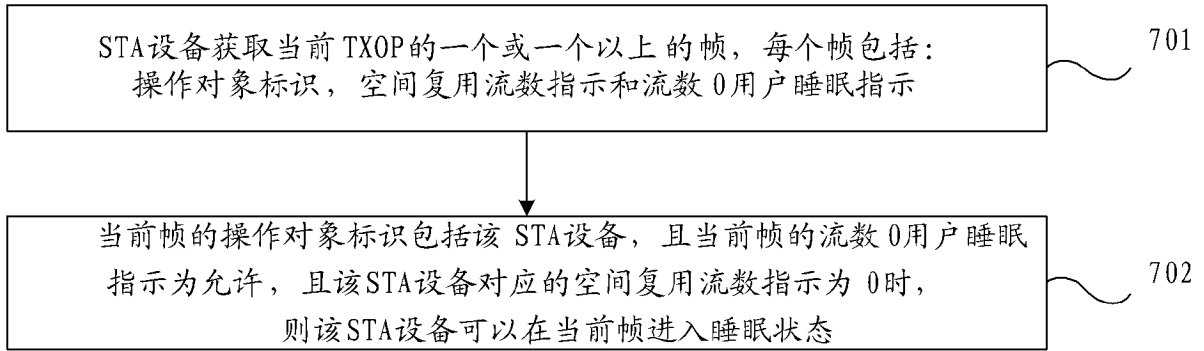 STA设备获取当前TXOP的一个或一个以上的帧，每个帧包括：
操作对象标识，空间复用流数指示和流数0用户睡眠指示
701
当前帧的操作对象标识包括该STA设备，且当前帧的流数0用户睡眠
指示为允许，且该STA设备对应的空间复用流数指示为0时，
则该STA设备可以在当前帧进入睡眠状态
702